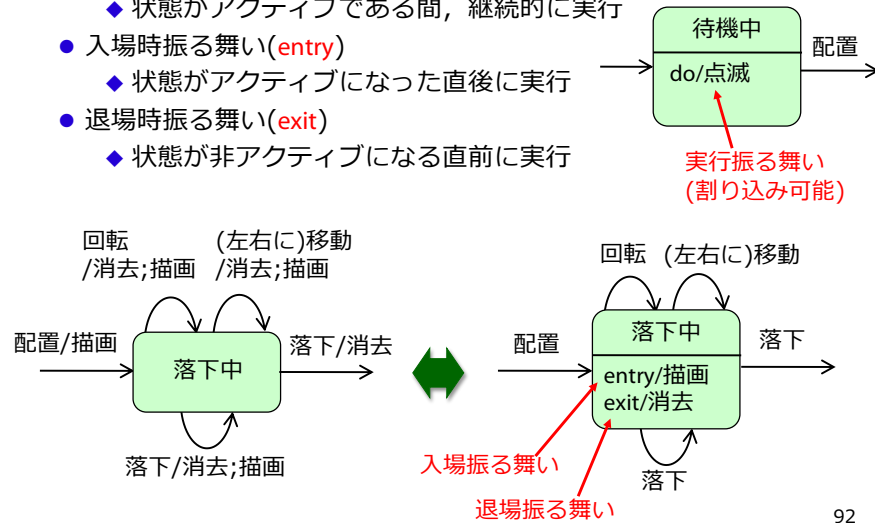 ◆ 状態がアクティブである間，継続的に実行
● 入場時振る舞い(entry)
◆ 状態がアクティブになった直後に実行
● 退場時振る舞い(exit)
◆ 状態が非アクティブになる直前に実行
待機中
do/点滅
配置
実行振る舞い
(割り込み可能)
回転
/消去;描画
(左右に)移動
/消去;描画
配置/描画
落下中
落下/消去
落下/消去;描画
回転
(左右に)移動
配置
落下中
entry/描画
exit/消去
落下
入場振る舞い
落下
退場振る舞い
92